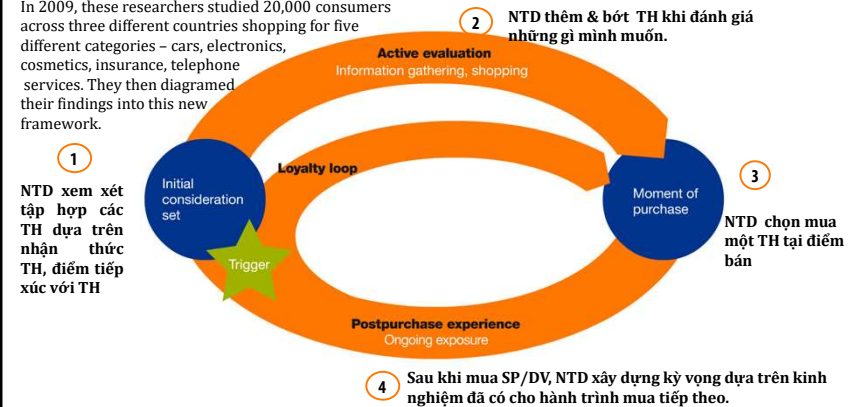 In 2009, these researchers studied 20,000 consumers
across three different countries shopping for five
different categories – cars, electronics,
cosmetics, insurance, telephone
services. They then diagramed
their findings into this new
framework.
2
NTD thêm & bớt TH khi đánh giá
những gì mình muốn.
Active evaluation
Information gathering, shopping
1
NTD xem xét
tập hợp các
TH dựa trên
nhận thức
TH, điểm tiếp
xúc với TH
Loyalty loop
Initial
consideration
set
Trigger
Moment of
purchase
3
NTD chọn mua
một TH tại điểm
bán
Postpurchase experience
Ongoing exposure
4
Sau khi mua SP/DV, NTD xây dựng kỳ vọng dựa trên kinh
nghiệm đã có cho hành trình mua tiếp theo.